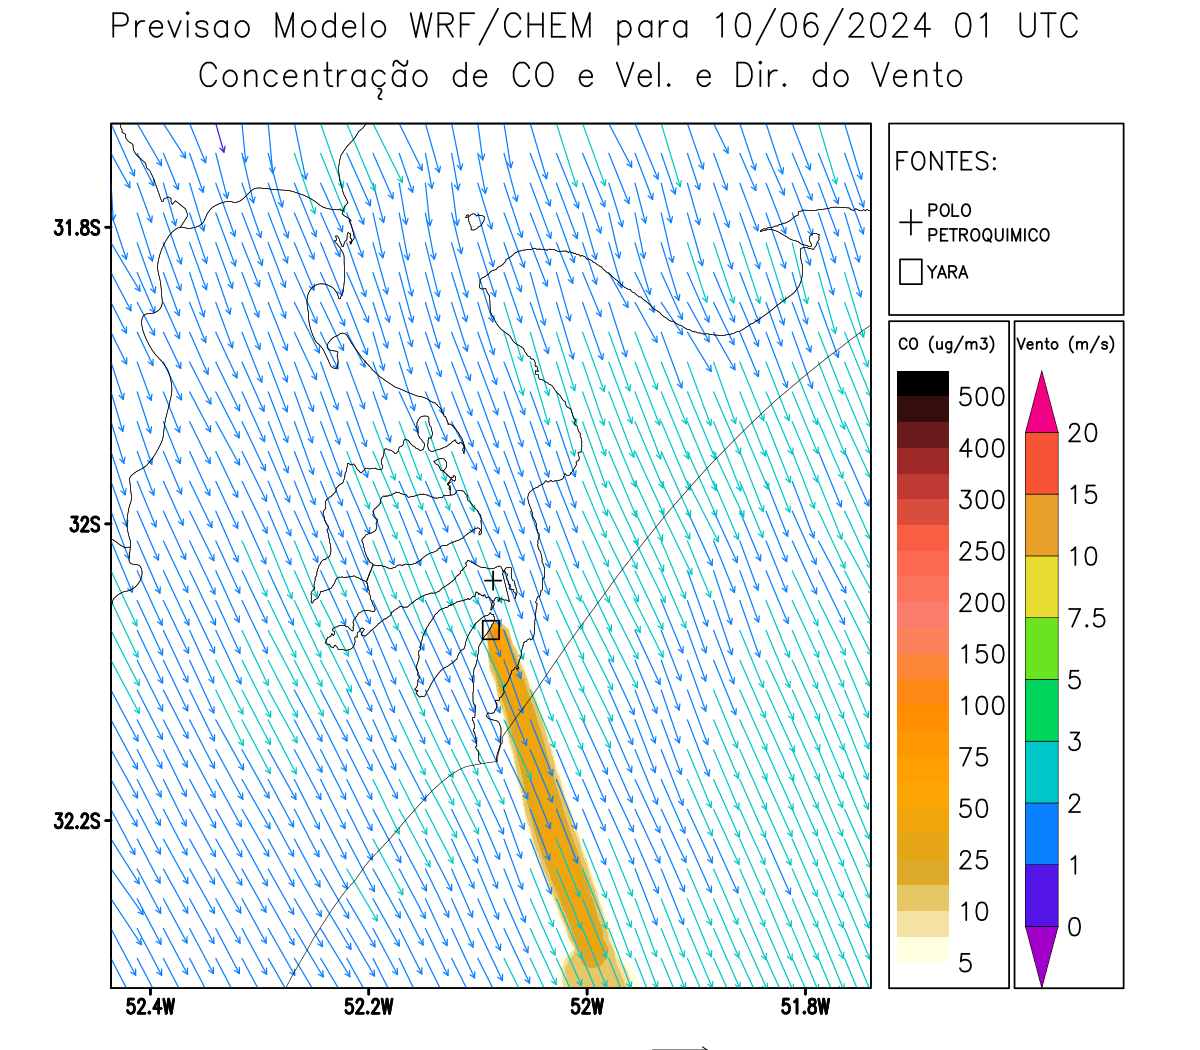 Previsao Modelo WRF/CHEM para 10/06/2024 01 UTC
Concentração de CO e Vel. e Dir. do Vento
FONTES:
POLO
PETROQUIMICO
YARA
CO (ug/m3)
500
400
300
250
200
150
100
75
50
25
10
5
Vento (m/s)
20
15
10
7.5
5
3
2
1
0
31.8S
32S
32.2S
52.4W
52.2W
52W
51.8W